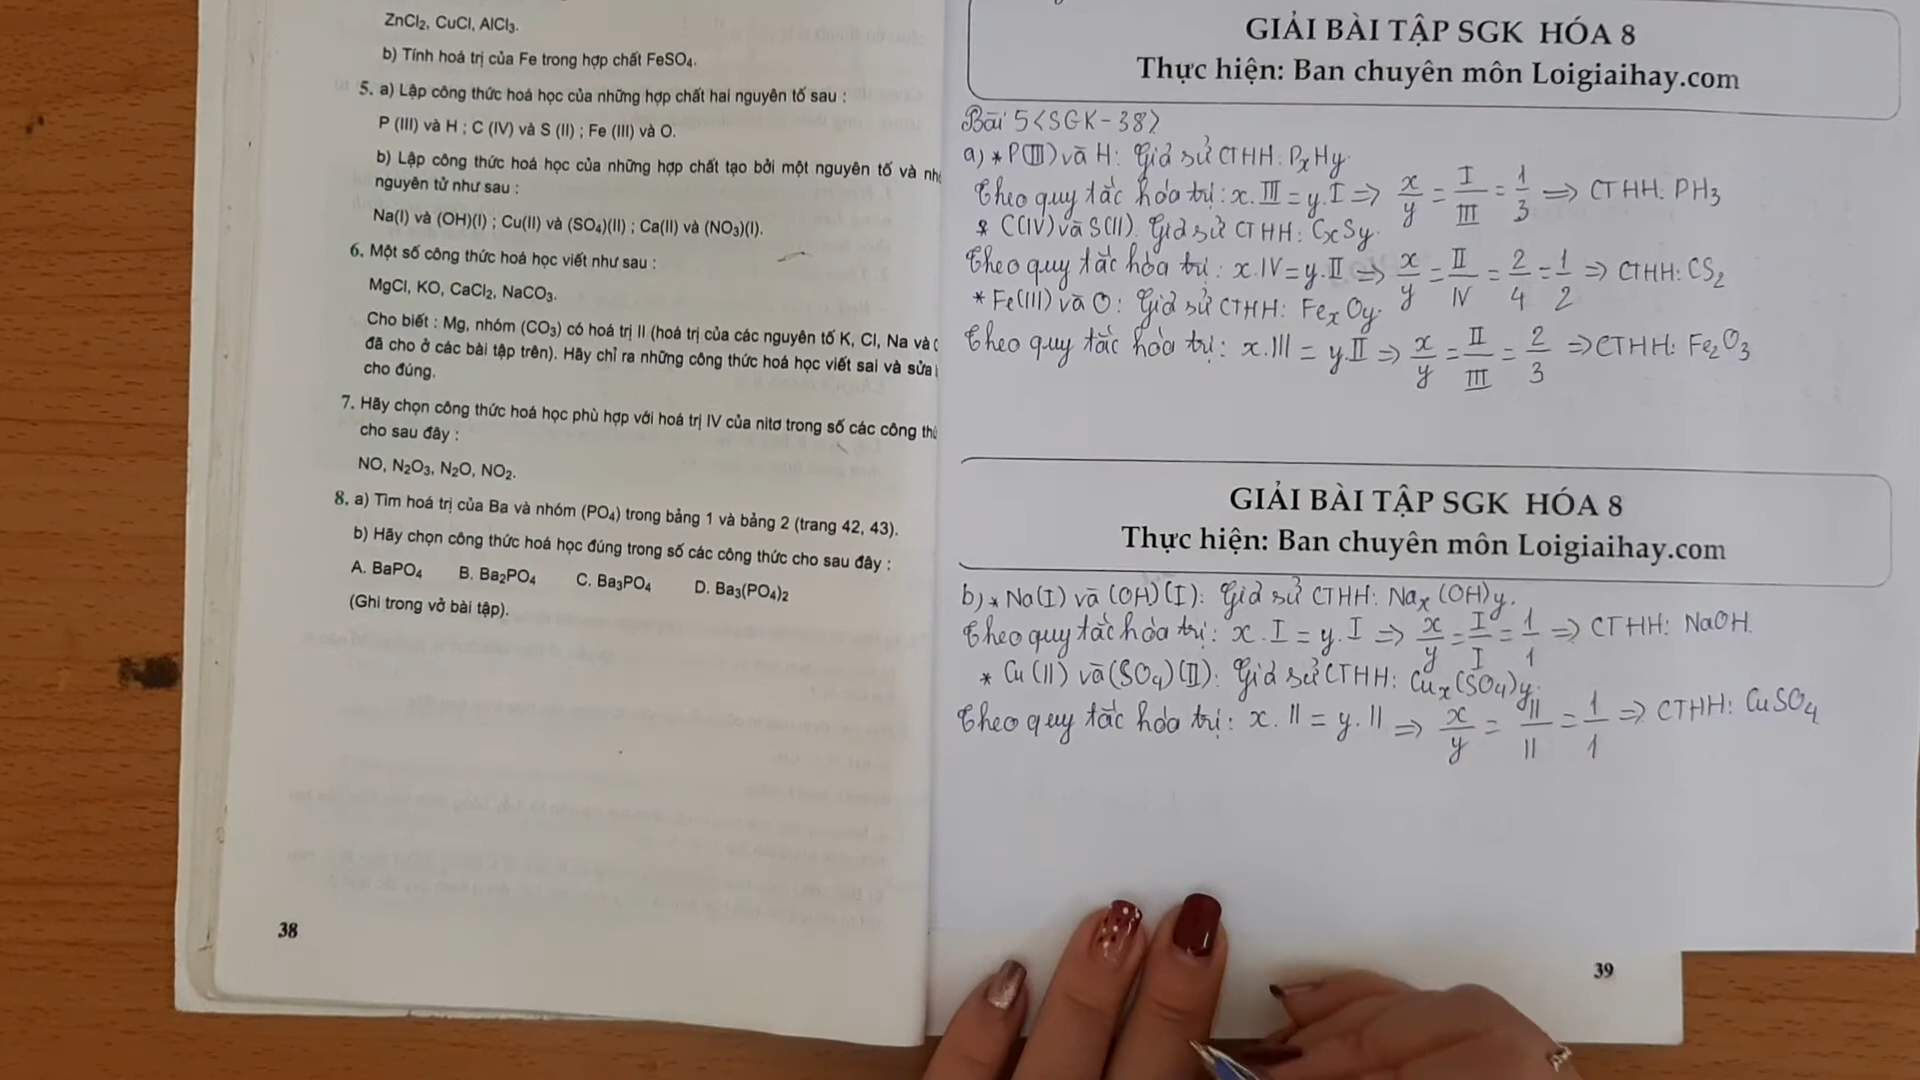 ZnCl₂, CuCl, AlCl₃.
b) Tính hoá trị của Fe trong hợp chất FeSO₄.
5. a) Lập công thức hoá học của những hợp chất hai nguyên tố sau :
P (III) và H ; C (IV) và S (II) ; Fe (III) và O.
b) Lập công thức hoá học của những hợp chất tạo bởi một nguyên tố và
nguyên tử như sau :
Na(I) và (OH)(I) ; Cu(II) và (SO₄)(II) ; Ca(II) và (NO₃)(I).
6. Một số công thức hoá học viết như sau :
MgCl, KO, CaCl₂, NaCO₃.
Cho biết : Mg, nhóm (CO₃) có hoá trị II (hoá trị của các nguyên tố K, Cl, Na và
đã cho ở các bài tập trên). Hãy chỉ ra những công thức hoá học viết sai và sửa
cho đúng.
7. Hãy chọn công thức hoá học phù hợp với hoá trị IV của nitơ trong số các công
cho sau đây :
NO, N₂O₃, N₂O, NO₂.
8. a) Tìm hoá trị của Ba và nhóm (PO₄) trong bảng 1 và bảng 2 (trang 42, 43).
b) Hãy chọn công thức hoá học đúng trong số các công thức cho sau đây :
A. BaPO₄ B. Ba₂PO₄ C. Ba₃PO₄ D. Ba₃(PO₄)₂
(Ghi trong vở bài tập).
38
GIẢI BÀI TẬP SGK HÓA 8
Thực hiện: Ban chuyên môn Loigiaihay.com
Bài 5 <SGK-38>
a) * P(III) và H: Giả sử CTHH: PxHy.
Theo quy tắc hóa trị: x.III = y.I => x/y = I/III = 1/3 => CTHH: PH₃
* C(IV) và S(II). Giả sử CTHH: CxSy.
Theo quy tắc hóa trị: x.IV = y.II => x/y = II/IV = 2/4 = 1/2 => CTHH: CS₂
* Fe(III) và O: Giả sử CTHH: FexOy.
Theo quy tắc hóa trị: x.III = y.II => x/y = II/III = 2/3 => CTHH: Fe₂O₃
GIẢI BÀI TẬP SGK HÓA 8
Thực hiện: Ban chuyên môn Loigiaihay.com
b) * Na(I) và (OH)(I): Giả sử CTHH: Nax(OH)y.
Theo quy tắc hóa trị: x.I = y.I => x/y = I/I = 1/1 => CTHH: NaOH.
* Cu(II) và (SO₄)(II): Giả sử CTHH: Cux(SO₄)y.
Theo quy tắc hóa trị: x.II = y.II => x/y = II/II = 1/1 => CTHH: CuSO₄
39